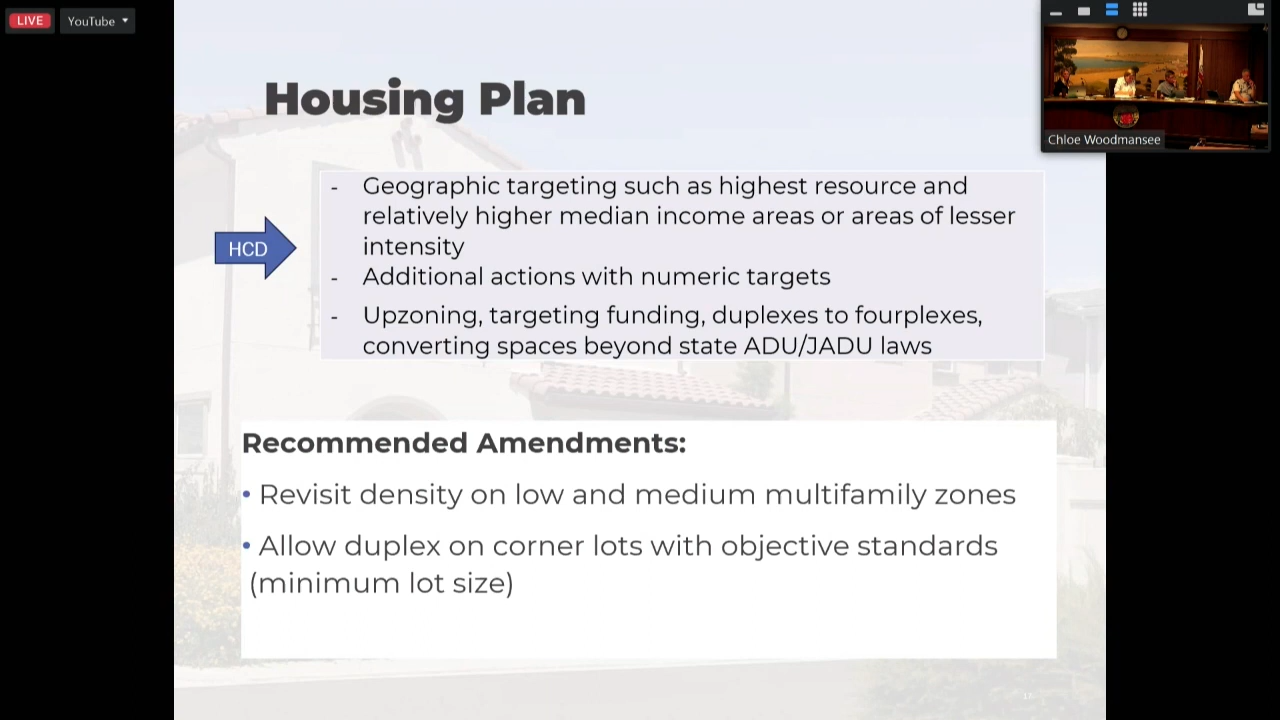 LIVE
YouTube
Housing Plan
- Geographic targeting such as highest resource and
relatively higher median income areas or areas of lesser
intensity
- Additional actions with numeric targets
- Upzoning, targeting funding, duplexes to fourplexes,
converting spaces beyond state ADU/JADU laws
HCD
Recommended Amendments:
• Revisit density on low and medium multifamily zones
• Allow duplex on corner lots with objective standards
(minimum lot size)
Chloe Woodmansee